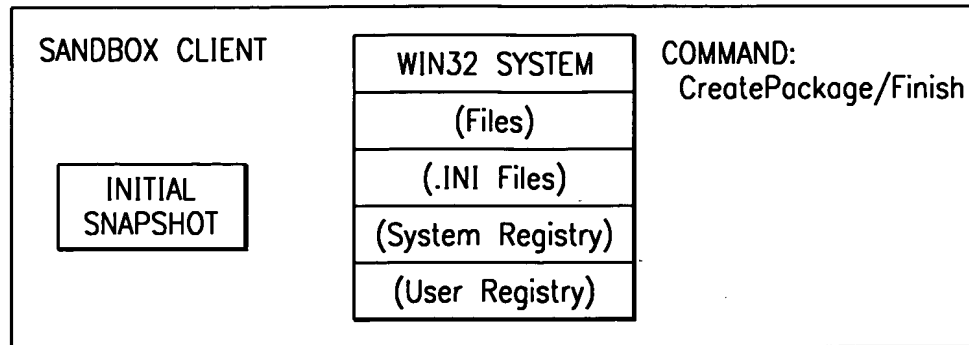 SANDBOX CLIENT
INITIAL
SNAPSHOT
WIN32 SYSTEM
(Files)
(.INI Files)
(System Registry)
(User Registry)
COMMAND:
CreatePackage/Finish